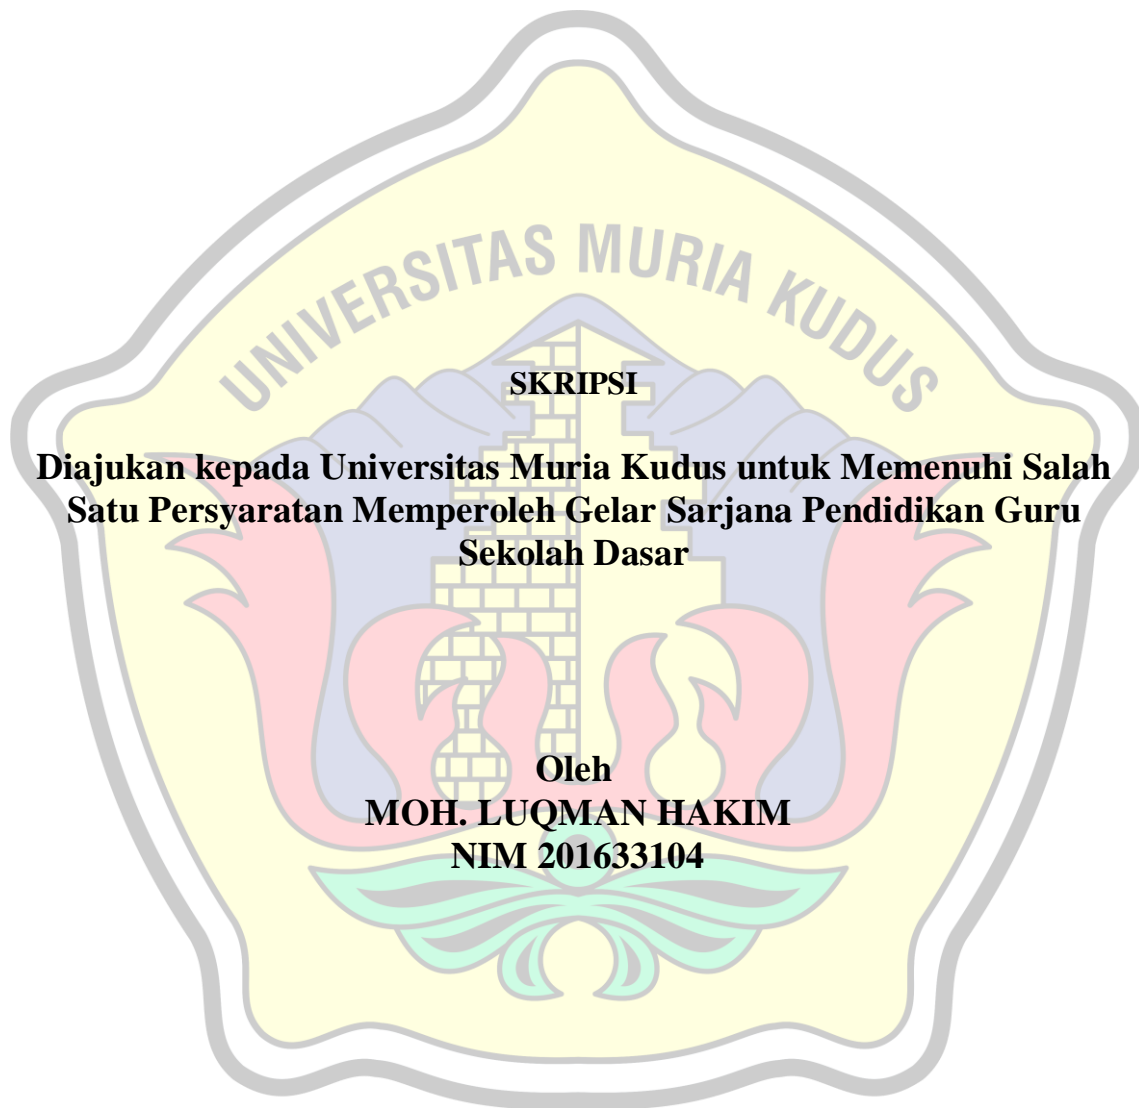 UNIVERSITAS MURIA KUDUS
SKRIPSI
Diajukan kepada Universitas Muria Kudus untuk Memenuhi Salah
Satu Persyaratan Memperoleh Gelar Sarjana Pendidikan Guru
Sekolah Dasar
Oleh
MOH. LUQMAN HAKIM
NIM 201633104